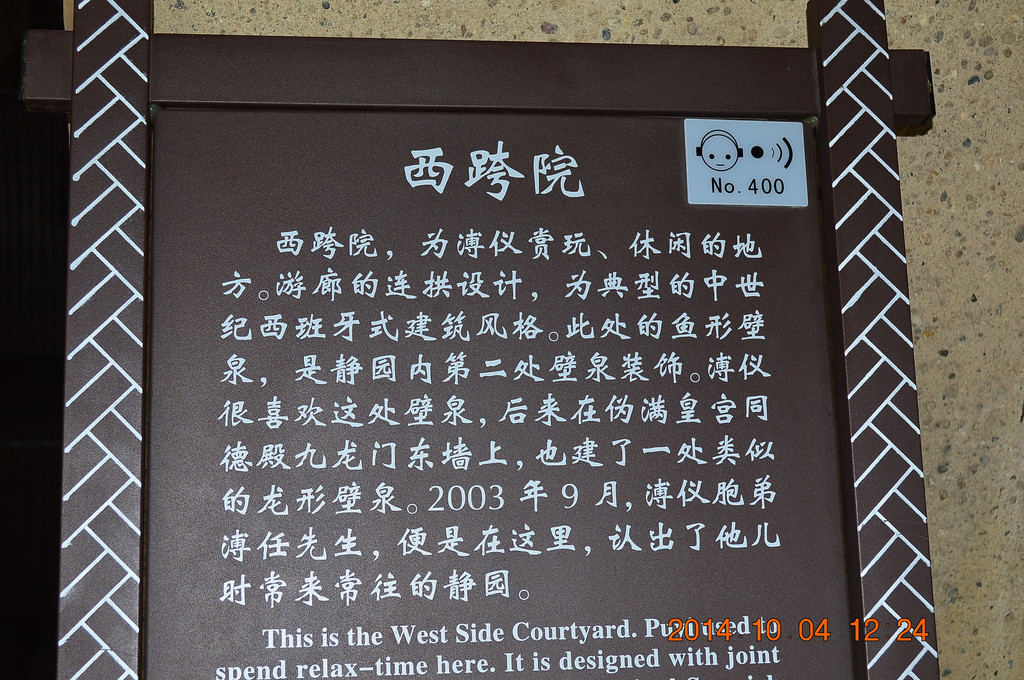 西跨院
No. 400
西跨院，为溥仪赏玩、休闲的地
方。游廊的连拱设计，为典型的中世
纪西班牙式建筑风格。此处的鱼形壁
泉，是静园内第二处壁泉装饰。溥仪
很喜欢这处壁泉，后来在伪满皇宫同
德殿九龙门东墙上，也建了一处类似
的龙形壁泉。2003 年 9 月，溥仪胞弟
溥任先生，便是在这里，认出了他儿
时常来常往的静园。
This is the West Side Courtyard. Puyi used to
spend relax-time here. It is designed with joint
2014.10.04 12:24